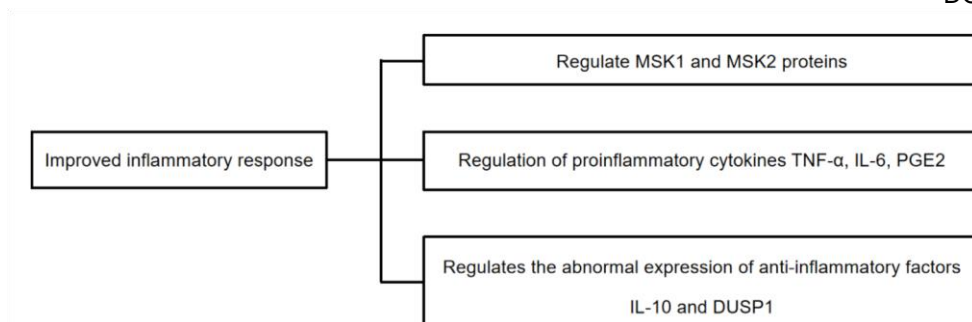 Regulate MSK1 and MSK2 proteins
Improved inflammatory response
Regulation of proinflammatory cytokines TNF-α, IL-6, PGE2
Regulates the abnormal expression of anti-inflammatory factors
IL-10 and DUSP1